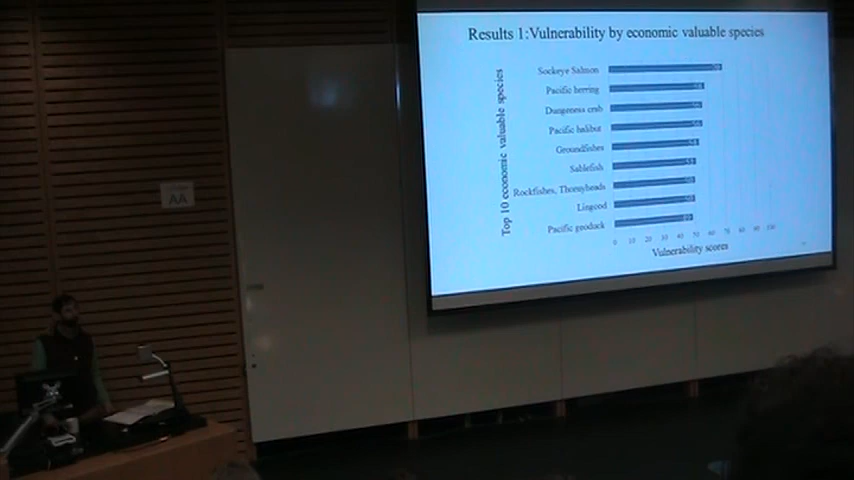 Results 1:Vulnerability by economic valuable species
Top 10 economic valuable species
Sockeye Salmon
Pacific herring
Dungeness crab
Pacific halibut
Groundfishes
Sablefish
Rockfishes, Thornyheads
Lingcod
Pacific geoduck
0 10 20 30 40 50 60 70 80 90 100
Vulnerability scores
AA